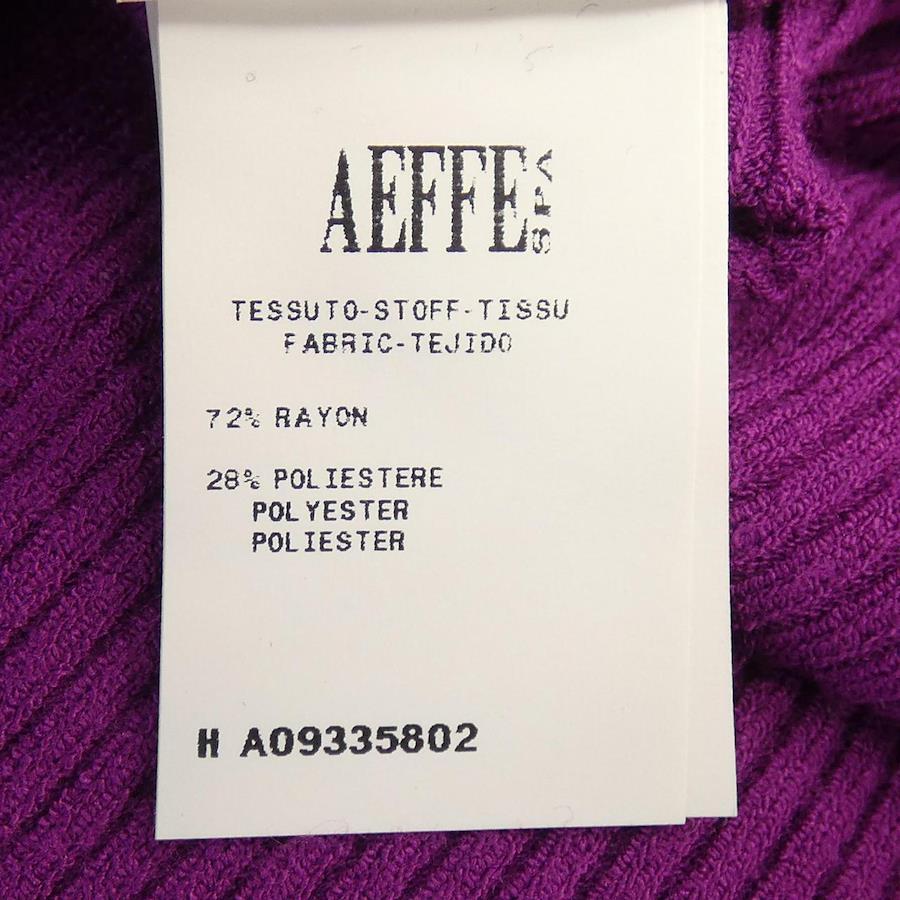 AEFFE SPA
TESSUTO-STOFF-TISSU
FABRIC-TEJIDO
72% RAYON
28% POLIESTERE
POLYESTER
POLIESTER
H A09335802